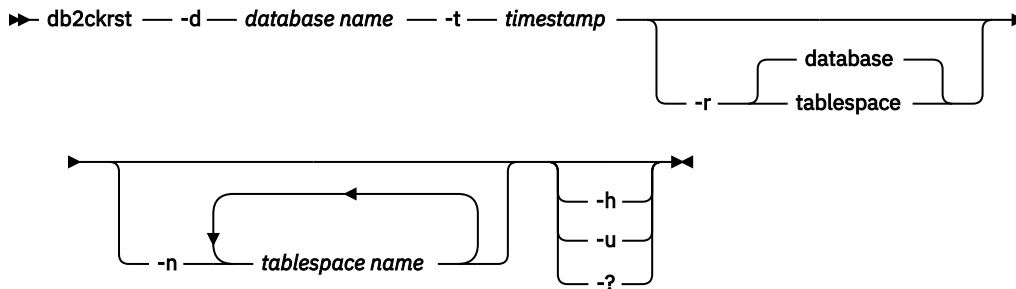 db2ckrst -d database name -t timestamp
database
-r tablespace
-h
-u
-n tablespace name
-?